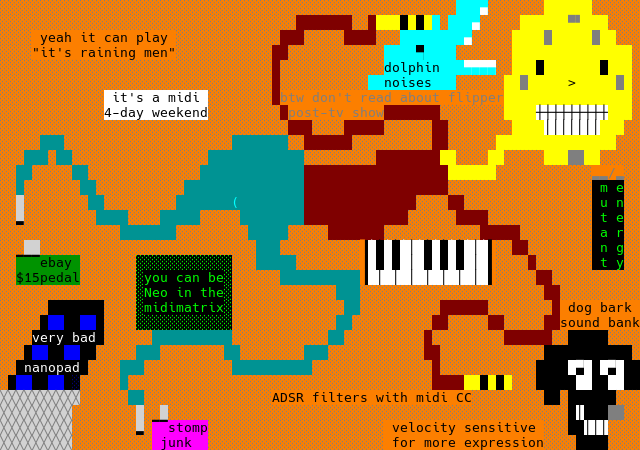 yeah it can play
"it's raining men"
dolphin
noises
it's a midi
4-day weekend
btw don't read about flipper
post-tv show
m e
u n
n e
t r
a r
n g
t y
ebay
$15pedal
you can be
Neo in the
midimatrix
very bad
nanopad
dog bark
sound bank
ADSR filters with midi CC
stomp
junk
velocity sensitive
for more expression